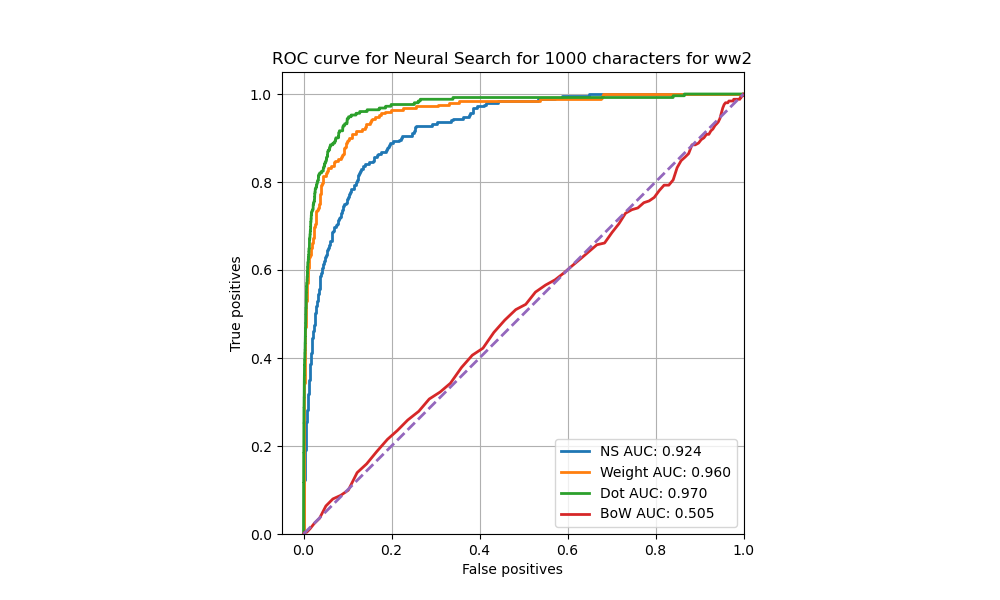 ROC curve for Neural Search for 1000 characters for ww2
True positives
1.0
0.8
0.6
0.4
0.2
0.0
0.0 0.2 0.4 0.6 0.8 1.0
False positives
NS AUC: 0.924
Weight AUC: 0.960
Dot AUC: 0.970
BoW AUC: 0.505